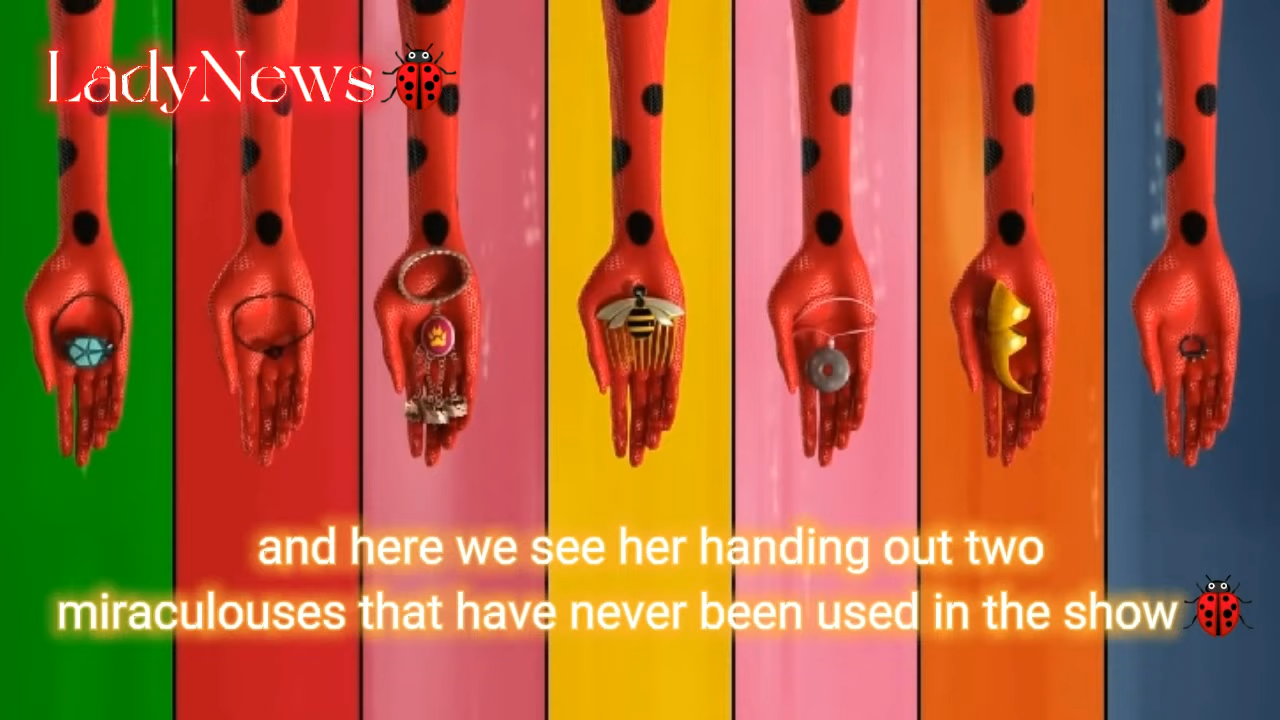 LadyNews
and here we see her handing out two
miraculouses that have never been used in the show